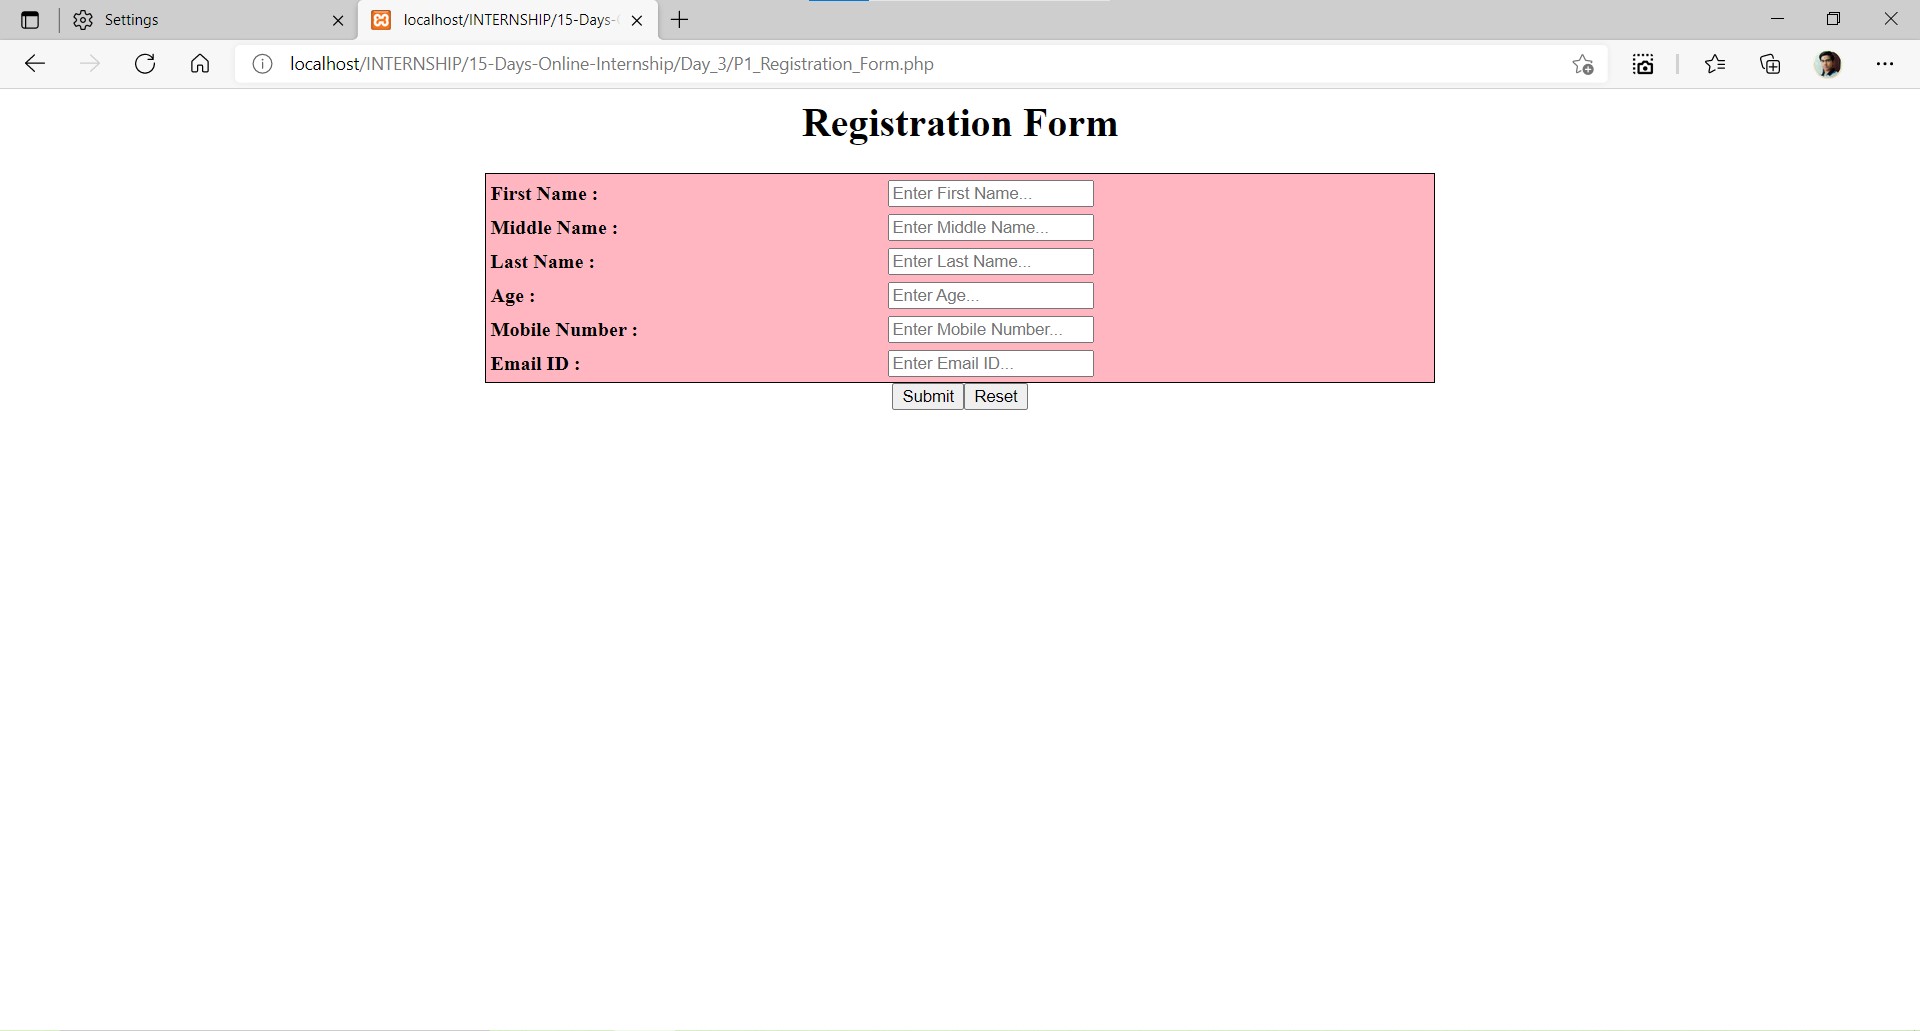 Settings
localhost/INTERNSHIP/15-Days-
localhost/INTERNSHIP/15-Days-Online-Internship/Day_3/P1_Registration_Form.php
Registration Form
First Name : Enter First Name...
Middle Name : Enter Middle Name...
Last Name : Enter Last Name...
Age : Enter Age...
Mobile Number : Enter Mobile Number...
Email ID : Enter Email ID...
Submit Reset